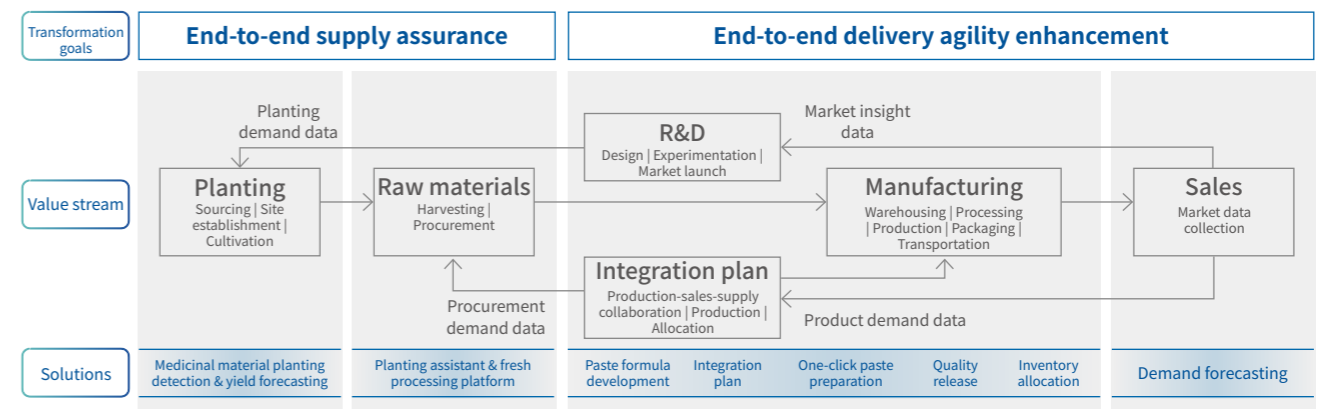 Transformation
goals
End-to-end supply assurance
End-to-end delivery agility enhancement
Value stream
Planting
demand data
Market insight
data
R&D
Design | Experimentation |
Market launch
Planting
Sourcing | Site
establishment |
Cultivation
Raw materials
Harvesting |
Procurement
Manufacturing
Warehousing | Processing
| Production | Packaging |
Transportation
Sales
Market data
collection
Integration plan
Production-sales-supply
collaboration | Production |
Allocation
Procurement
demand data
Product demand data
Solutions
Medicinal material planting
detection & yield forecasting
Planting assistant & fresh
processing platform
Paste formula
development
Integration
plan
One-click paste
preparation
Quality
release
Inventory
allocation
Demand forecasting